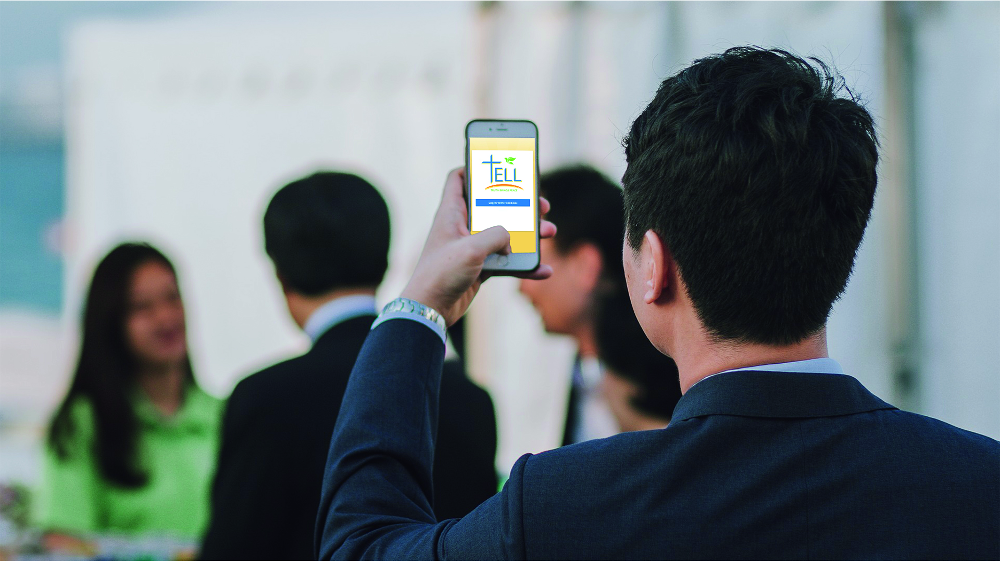 tELL
TRUTH BRINGS PEACE
Log In With Facebook